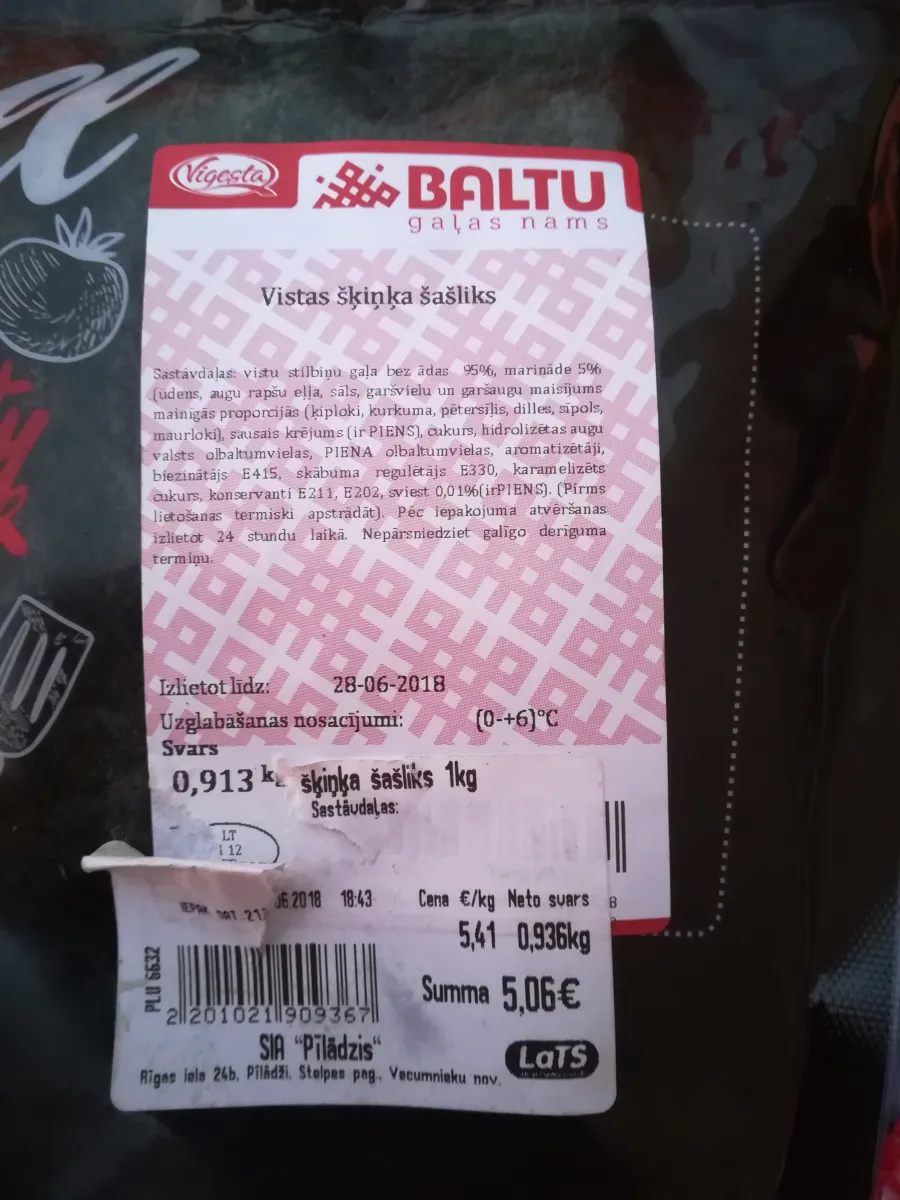 Vigesta
BALTU
gaļas nams
Vistas šķiņķa šašliks
Sastāvdaļas: vistu stilbiņu gaļa bez ādas 95%, marināde 5%
(ūdens, augu rapšu eļļa, sāls, garšvielu un garšaugu maisījums
mainīgās proporcijās (ķiploki, kurkuma, pētersīļis, dilles, sīpols,
maurloki), sausais krējums (ir PIENS), cukurs, hidrolizētas augu
valsts olbaltumvielas, PIENA olbaltumvielas, aromatizētāji,
biezinātājs E415, skābuma regulētājs E330, karamelizēts
cukurs, konservanti E211, E202, sviest 0,01%(irPIENS). (Pirms
lietošanas termiski apstrādāt). Pēc iepakojuma atvēršanas
izlietot 24 stundu laikā. Nepārsniedziet galīgo derīguma
termiņu.
Izlietot līdz: 28-06-2018
Uzglabāšanas nosacījumi: (0-+6)°C
Svars
0,913 k
šķiņķa šašliks 1kg
Sastāvdaļas:
LT
12
IEPAK. DAT. 21 06.2018 18:43
Cena €/kg Neto svars
5,41 0,936kg
Summa 5,06€
PLU 6632
2201021909367
SIA "Pīlādzis"
LaTS
Rīgas iela 24b, Pīlādži, Stelpes pag., Vecumnieku nov.